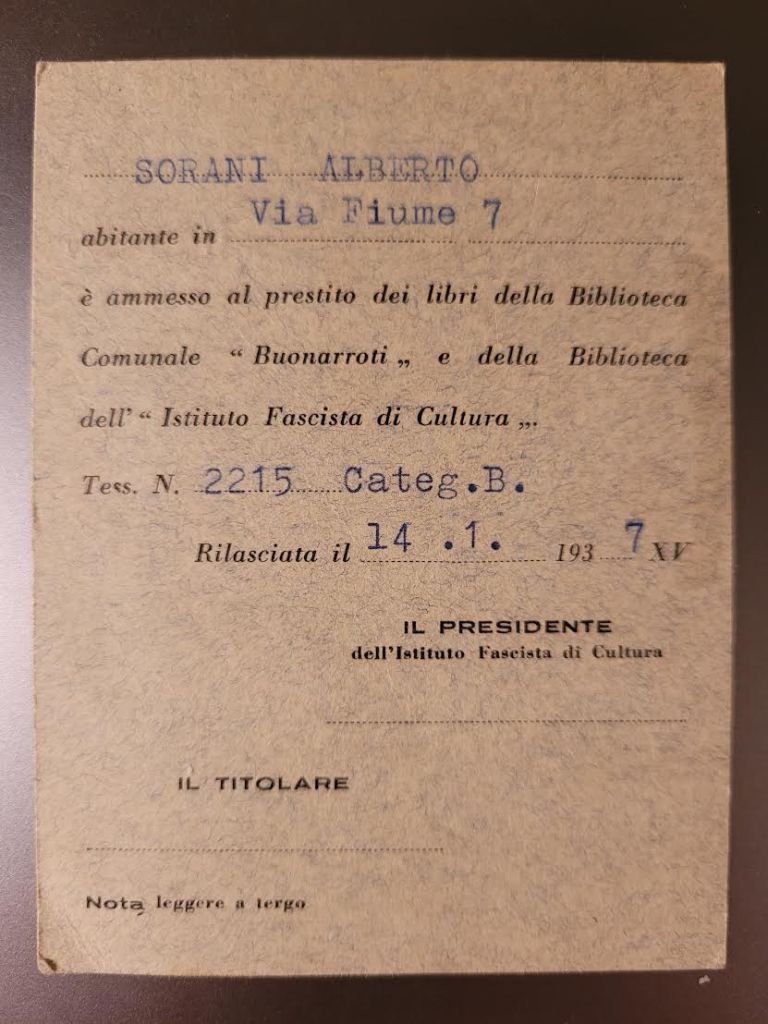 SORANI ALBERTO
Via Fiume 7
abitante in
è ammesso al prestito dei libri della Biblioteca
Comunale “ Buonarroti „ e della Biblioteca
dell' “ Istituto Fascista di Cultura „.
Tess. N. 2215 Categ.B.
Rilasciata il 14 .1. 193 7 XV
IL PRESIDENTE
dell'Istituto Fascista di Cultura
IL TITOLARE
Nota leggere a tergo